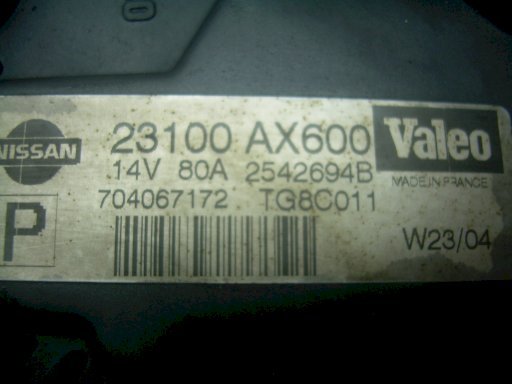 NISSAN
23100 AX600
Valeo
14V 80A 2542694B
MADE IN FRANCE
704067172 TG8C011
P
W23/04